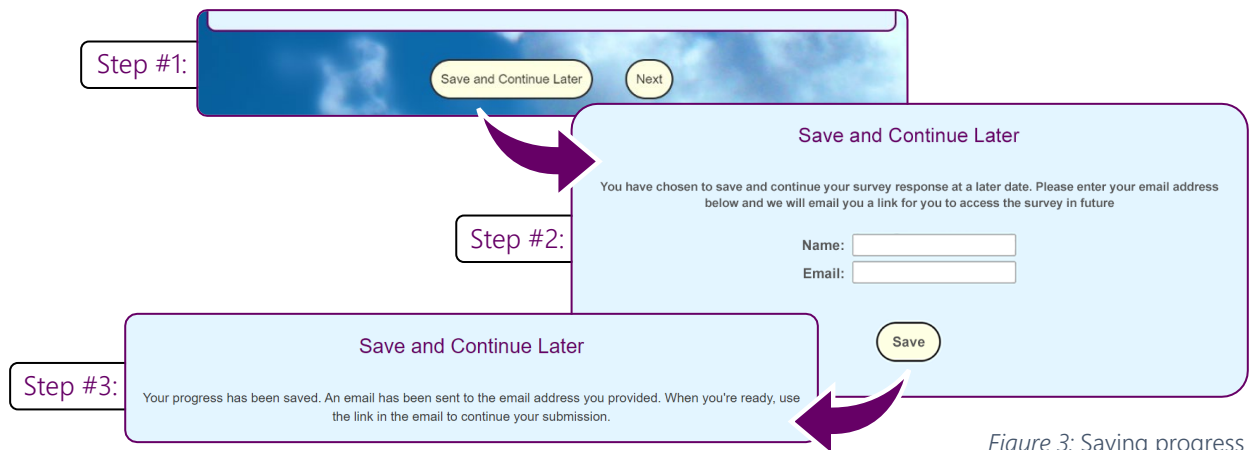 Step #1:
Save and Continue Later
Next
Save and Continue Later
You have chosen to save and continue your survey response at a later date. Please enter your email address
below and we will email you a link for you to access the survey in future
Step #2:
Name:
Email:
Save
Save and Continue Later
Step #3:
Your progress has been saved. An email has been sent to the email address you provided. When you're ready, use
the link in the email to continue your submission.
Figure 3: Saving progress